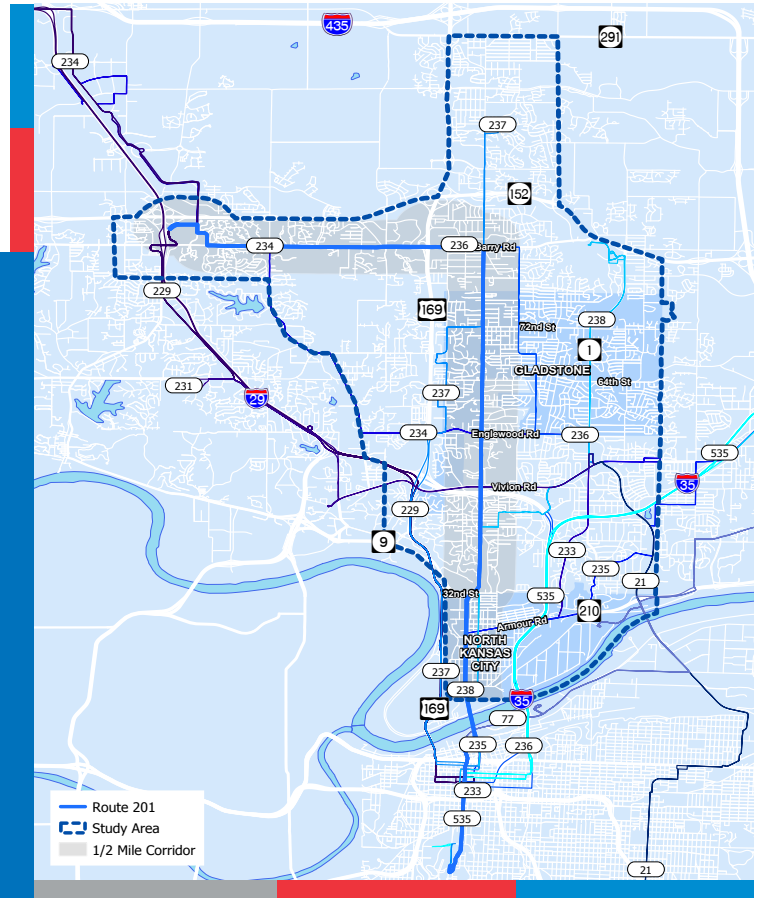 435
291
234
237
152
234
236
Barry Rd
229
169
238
72nd St
1
GLADSTONE
64th St
231
29
237
234
Englewood Rd
236
535
Vivion Rd
35
229
9
233
235
21
32nd St
535
210
Armour Rd
NORTH
KANSAS
CITY
237
238
169
35
77
235
236
233
535
21
Route 201
Study Area
1/2 Mile Corridor